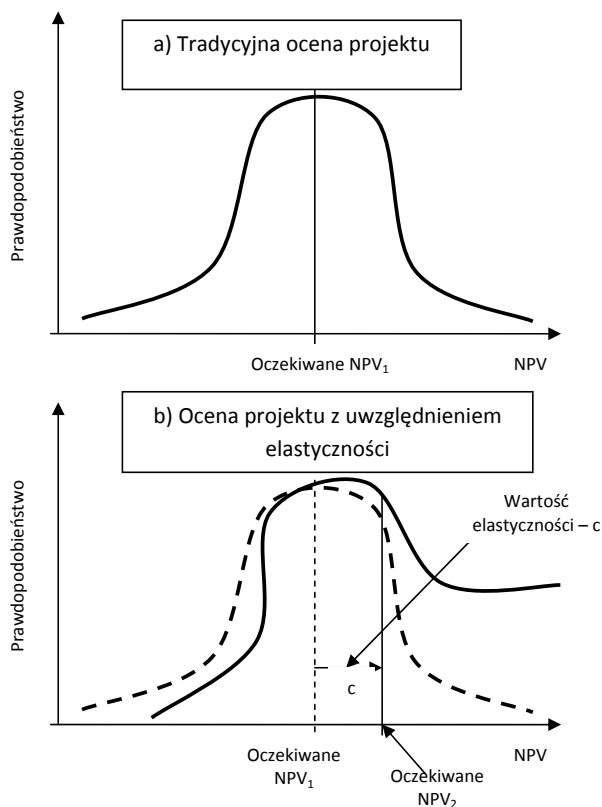 a) Tradycyjna ocena projektu
Prawdopodobieństwo
Oczekiwane NPV₁
NPV
b) Ocena projektu z uwzględnieniem
elastyczności
Prawdopodobieństwo
Wartość
elastyczności – c
c
Oczekiwane
NPV₁
Oczekiwane
NPV₂
NPV